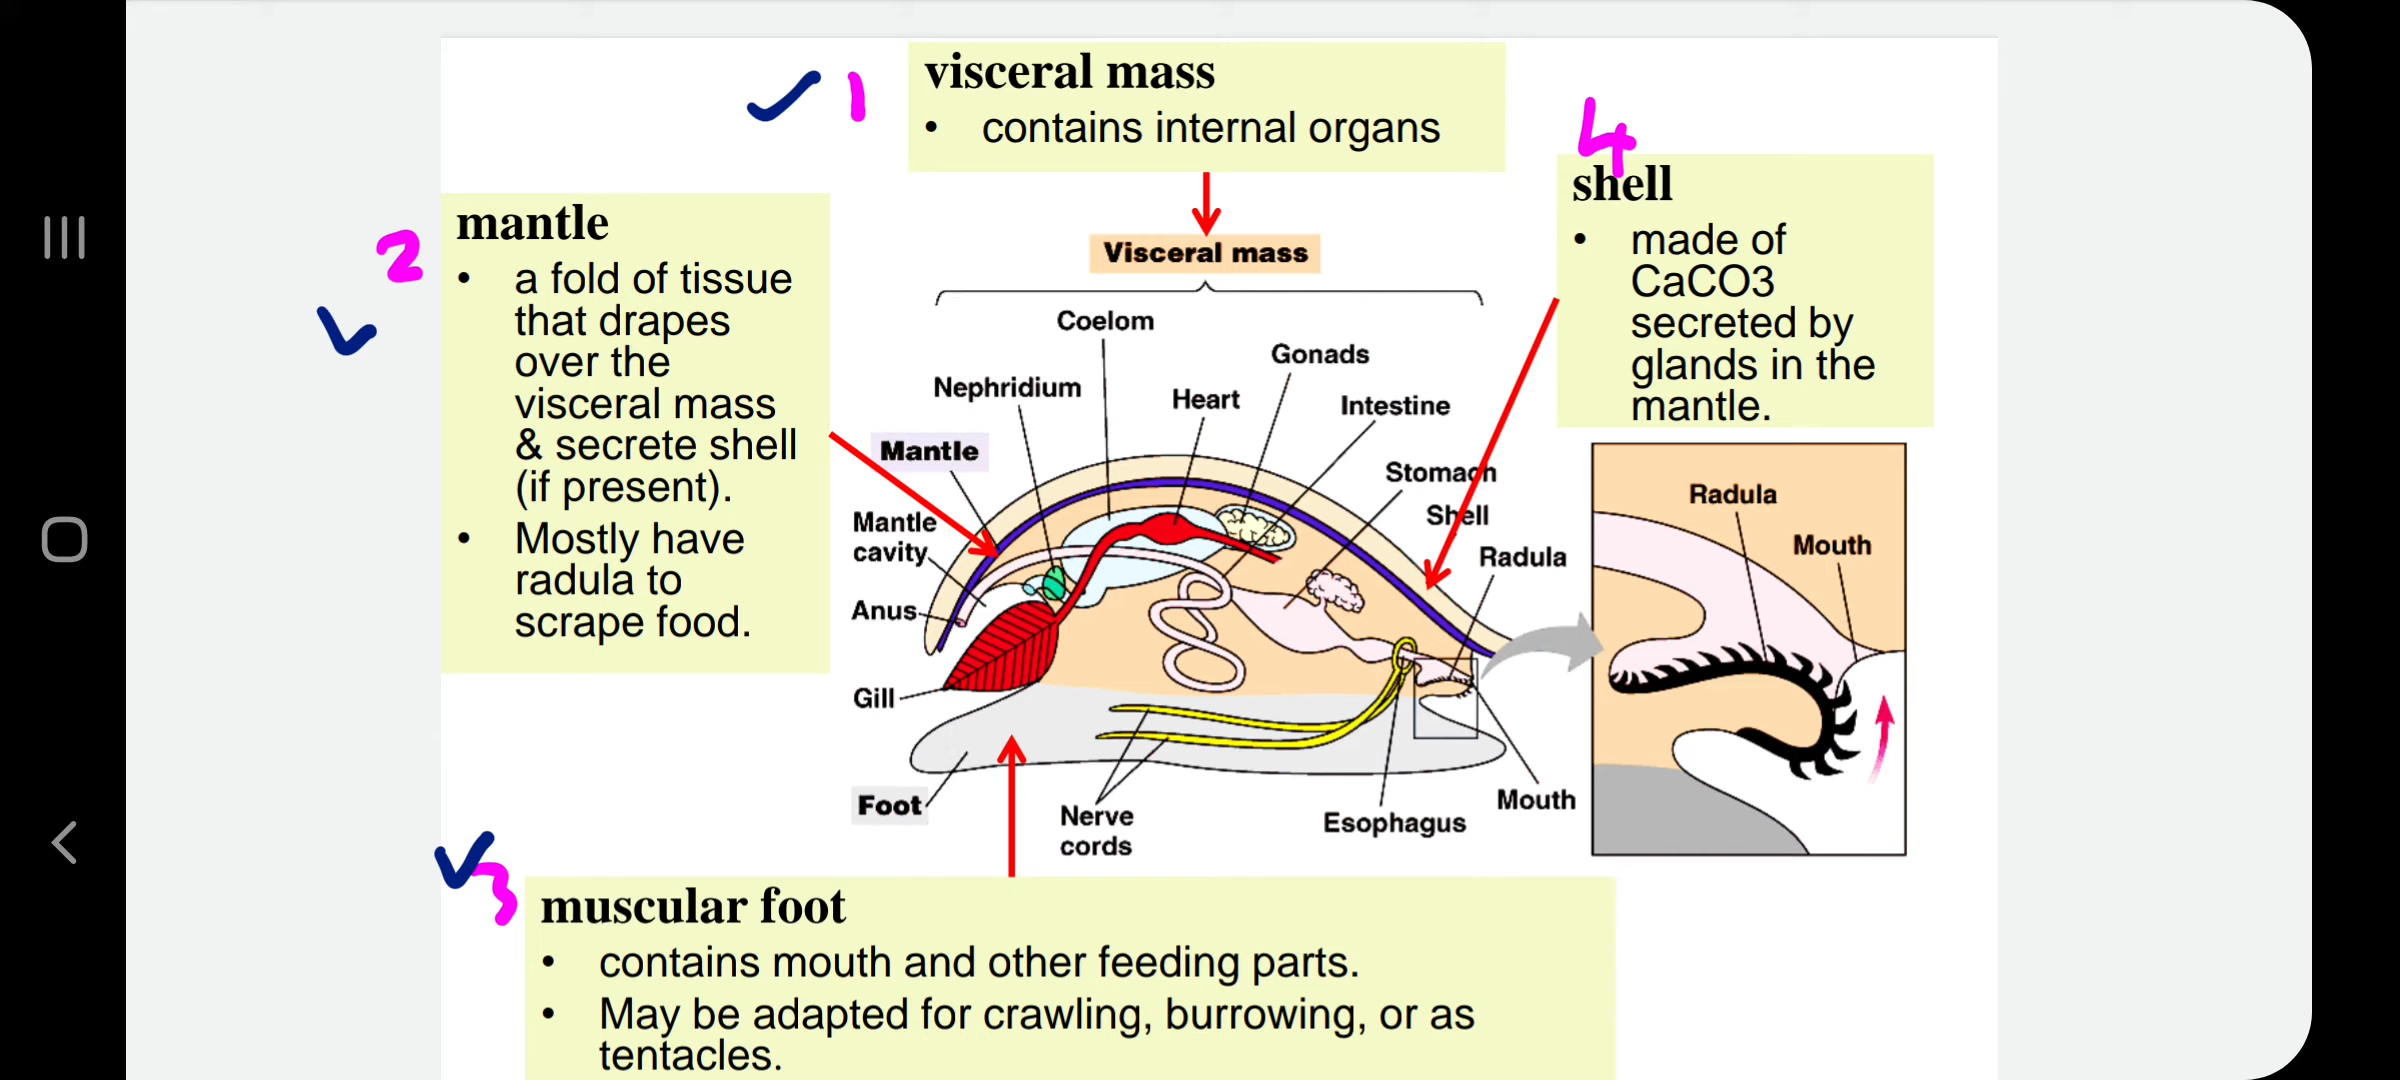 1
visceral mass
• contains internal organs
4
shell
• made of
CaCO3
secreted by
glands in the
mantle.
2
mantle
• a fold of tissue
that drapes
over the
visceral mass
& secrete shell
(if present).
• Mostly have
radula to
scrape food.
Visceral mass
Coelom
Gonads
Nephridium
Heart
Intestine
Mantle
Stomach
Shell
Mantle
cavity
Radula
Anus
Gill
Foot
Nerve
cords
Esophagus
Mouth
Radula
Mouth
3
muscular foot
• contains mouth and other feeding parts.
• May be adapted for crawling, burrowing, or as
tentacles.